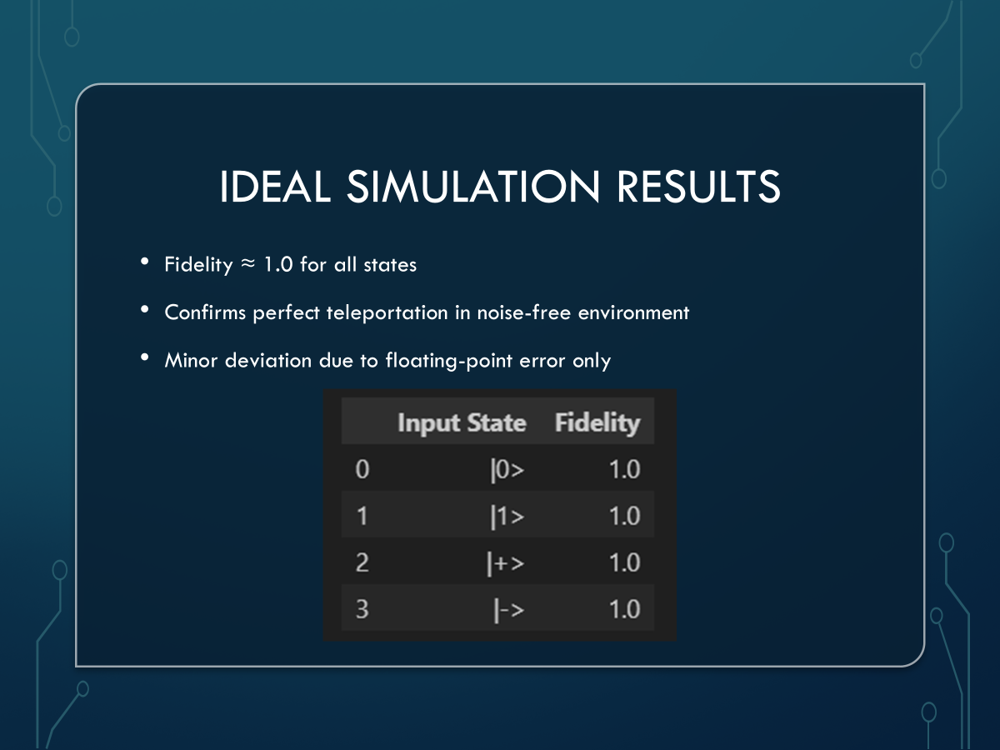 IDEAL SIMULATION RESULTS
• Fidelity ≈ 1.0 for all states
• Confirms perfect teleportation in noise-free environment
• Minor deviation due to floating-point error only
Input State Fidelity
0 |0> 1.0
1 |1> 1.0
2 |+> 1.0
3 |-> 1.0